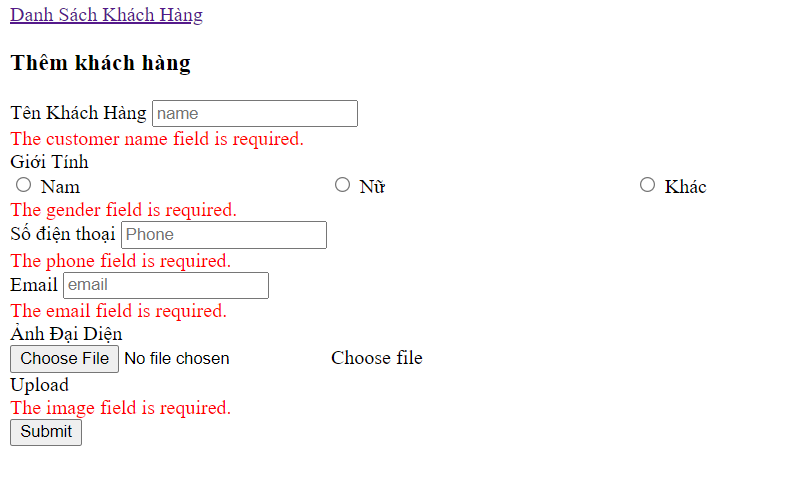 Danh Sách Khách Hàng
Thêm khách hàng
Tên Khách Hàng name
The customer name field is required.
Giới Tính
Nam Nữ Khác
The gender field is required.
Số điện thoại Phone
The phone field is required.
Email email
The email field is required.
Ảnh Đại Diện
Choose File No file chosen Choose file
Upload
The image field is required.
Submit